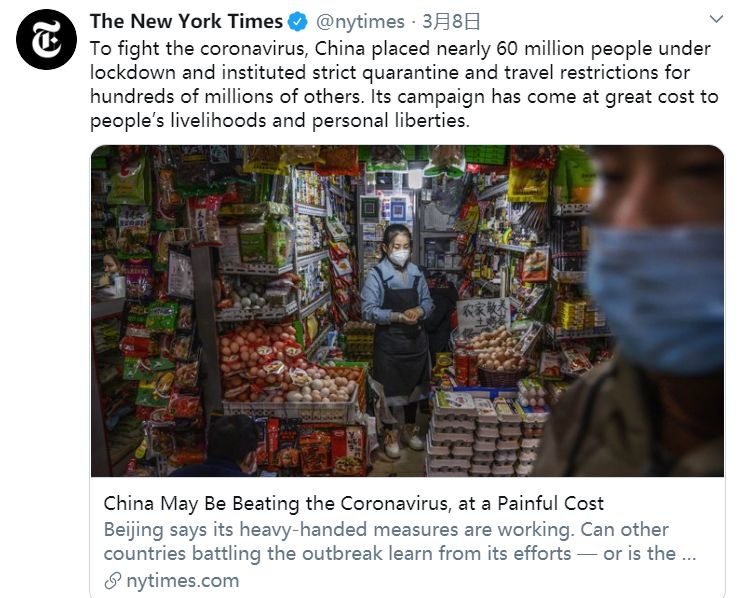 The New York Times @nytimes · 3月8日
To fight the coronavirus, China placed nearly 60 million people under
lockdown and instituted strict quarantine and travel restrictions for
hundreds of millions of others. Its campaign has come at great cost to
people's livelihoods and personal liberties.
China May Be Beating the Coronavirus, at a Painful Cost
Beijing says its heavy-handed measures are working. Can other
countries battling the outbreak learn from its efforts — or is the ...
nytimes.com